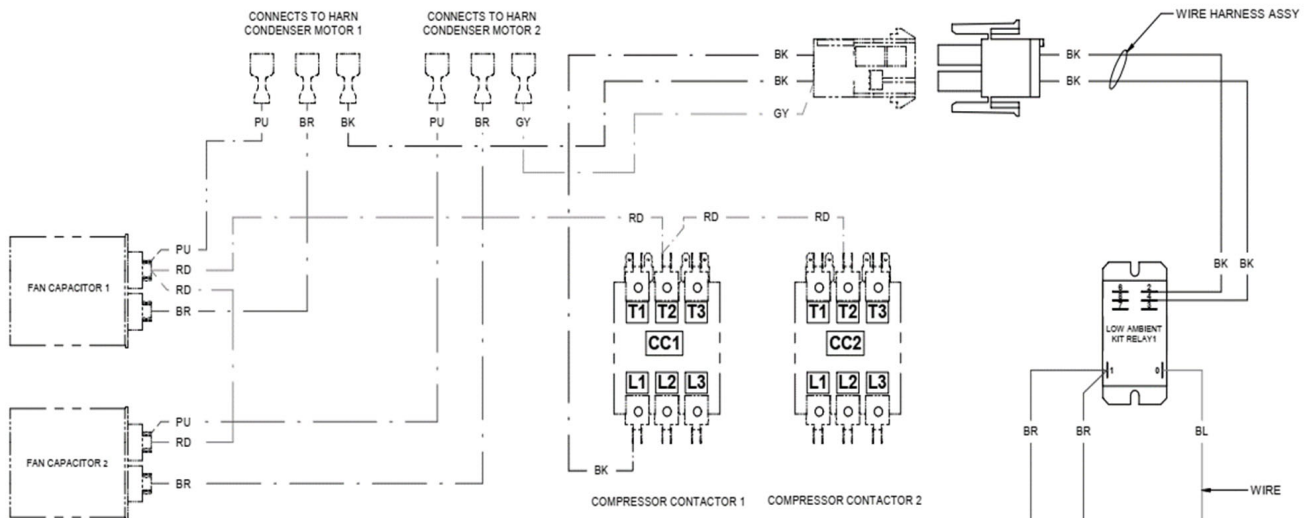 CONNECTS TO HARN
CONDENSER MOTOR 1
CONNECTS TO HARN
CONDENSER MOTOR 2
WIRE HARNESS ASSY
BK
BK
BK
BK
GY
PU
BR
BK
PU
BR
GY
RD
RD
RD
PU
RD
RD
BR
FAN CAPACITOR 1
BK
BK
T1
T2
T3
CC1
L1
L2
L3
T1
T2
T3
CC2
L1
L2
L3
LOW AMBIENT
KIT RELAY1
1
0
PU
RD
BR
FAN CAPACITOR 2
BR
BR
BL
BK
WIRE
COMPRESSOR CONTACTOR 1
COMPRESSOR CONTACTOR 2